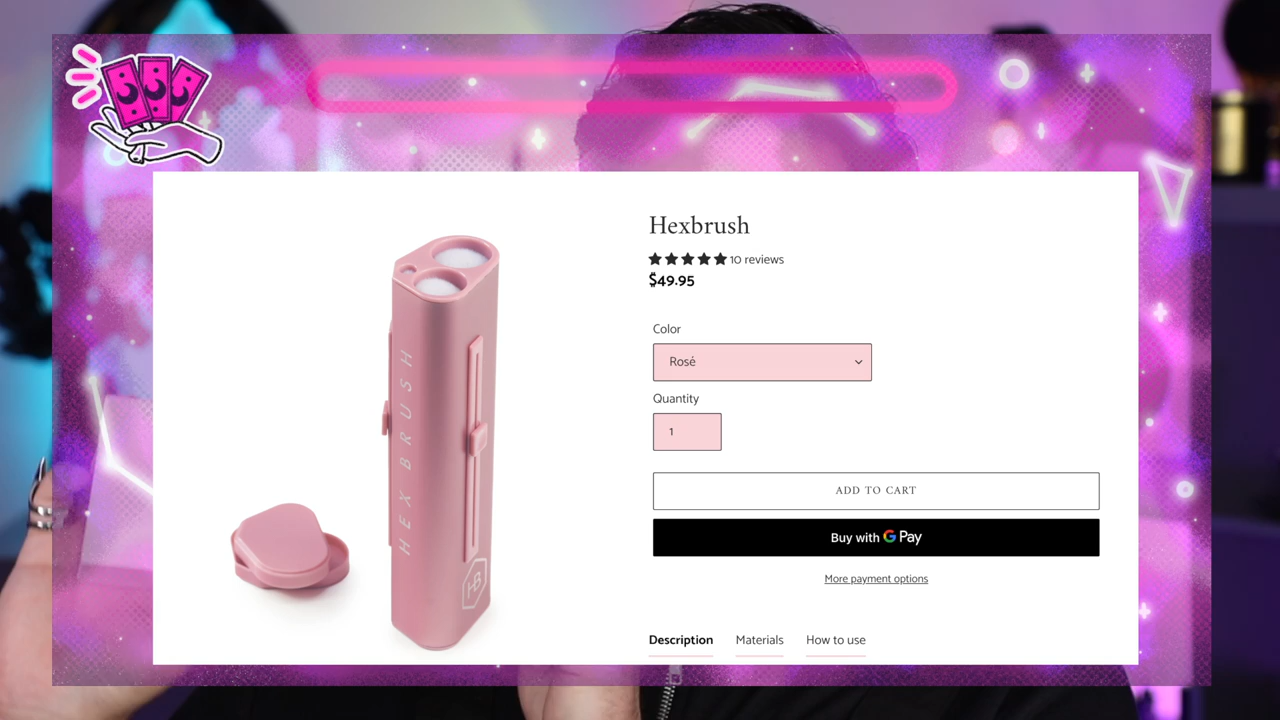 Hexbrush
10 reviews
$49.95
Color
Rosé
Quantity
1
ADD TO CART
Buy with G Pay
More payment options
Description Materials How to use
HEX BRUSH
HB